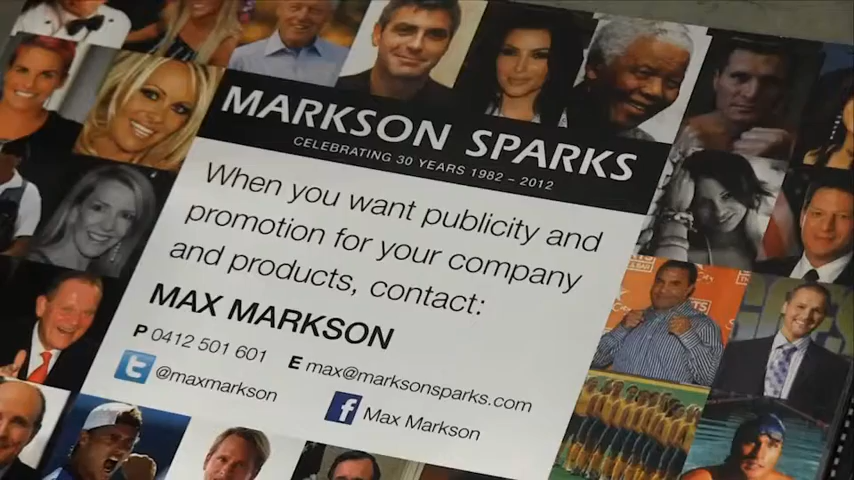 MARKSON SPARKS
CELEBRATING 30 YEARS 1982 - 2012
When you want publicity and
promotion for your company
and products, contact:
MAX MARKSON
P 0412 501 601 E max@marksonsparks.com
@maxmarkson
f Max Markson